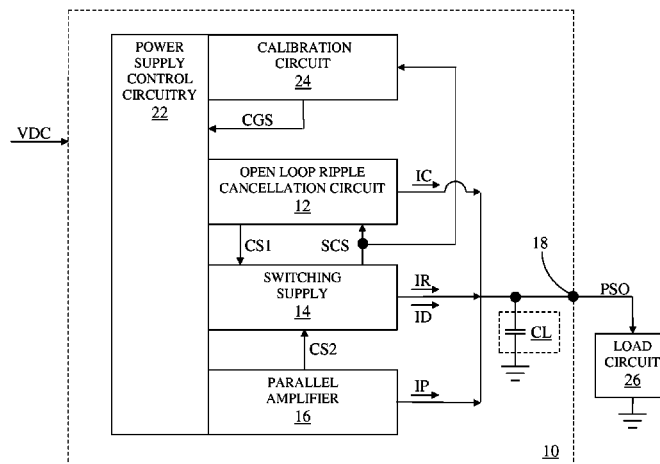 POWER
SUPPLY
CONTROL
CIRCUITRY
22
CALIBRATION
CIRCUIT
24
VDC
CGS
OPEN LOOP RIPPLE
CANCELLATION CIRCUIT
12
IC
CS1
SCS
SWITCHING
SUPPLY
14
IR
ID
18
PSO
CL
LOAD
CIRCUIT
26
CS2
PARALLEL
AMPLIFIER
16
IP
10